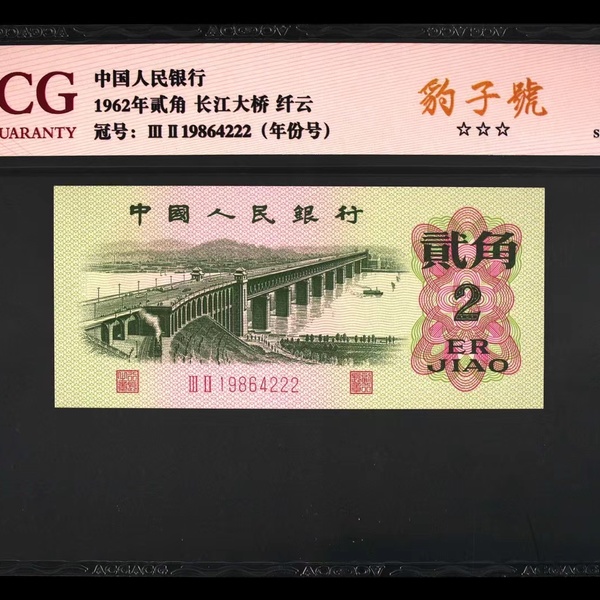 CG
UARANTY
中国人民银行
1962年贰角 长江大桥 纤云
冠号：ⅢⅡ19864222（年份号）
豹子號
☆☆☆
S
中國人民銀行
貳角
2
ER
JIAO
ⅢⅡ19864222